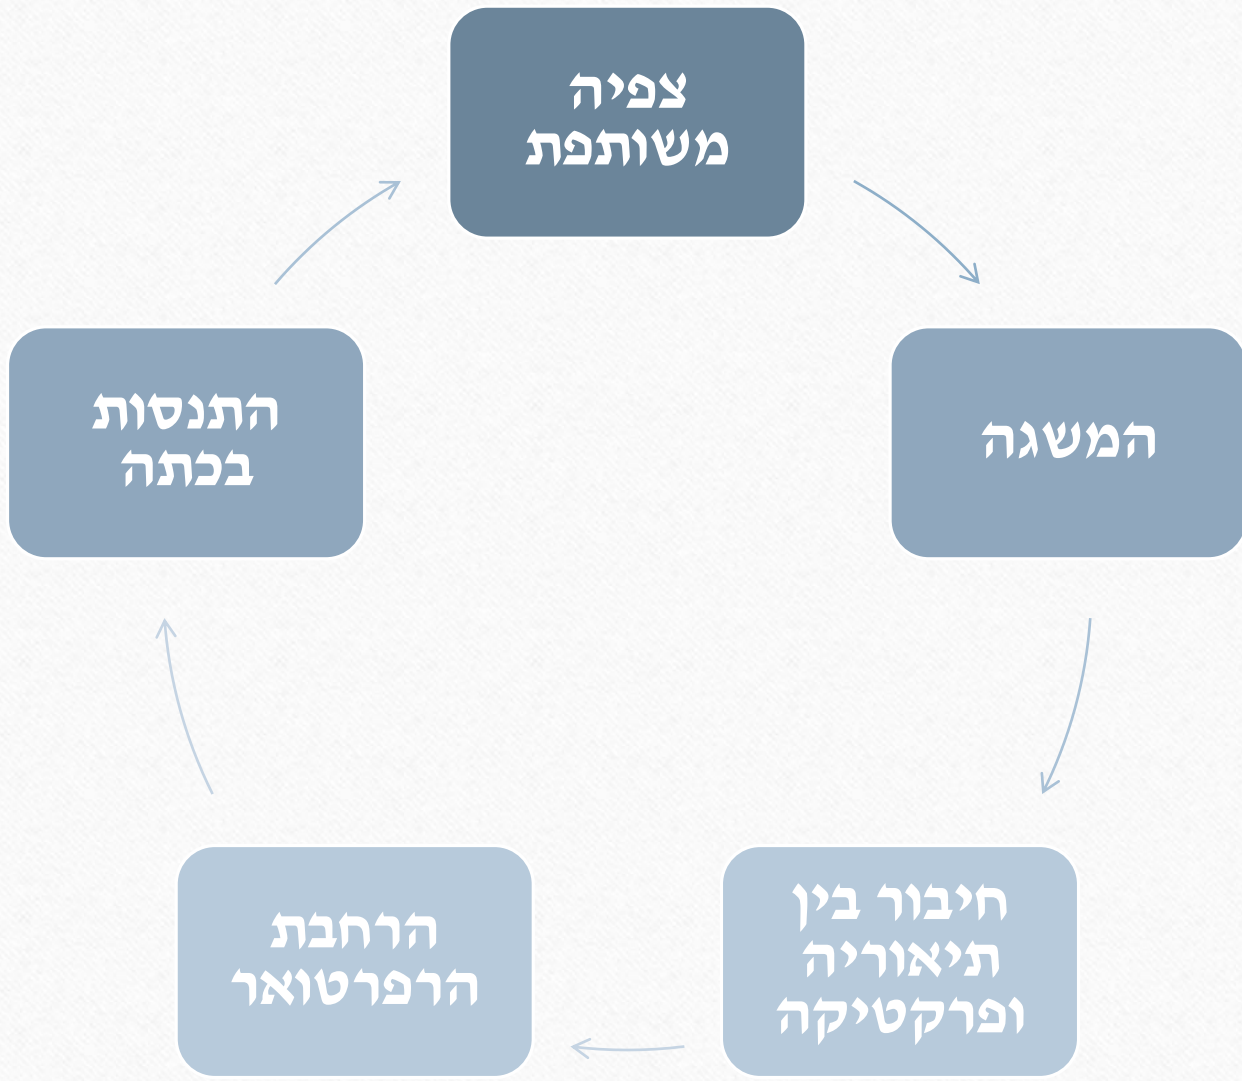 צפיה
משותפת
המשגה
חיבור בין
תיאוריה
ופרקטיקה
הרחבת
הרפרטואר
התנסות
בכתה